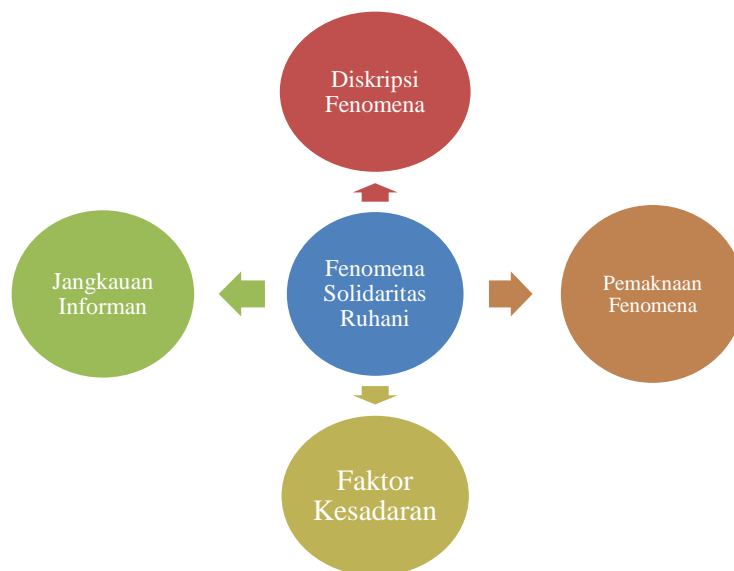 Diskripsi
Fenomena
Jangkauan
Informan
Fenomena
Solidaritas
Ruhani
Pemaknaan
Fenomena
Faktor
Kesadaran